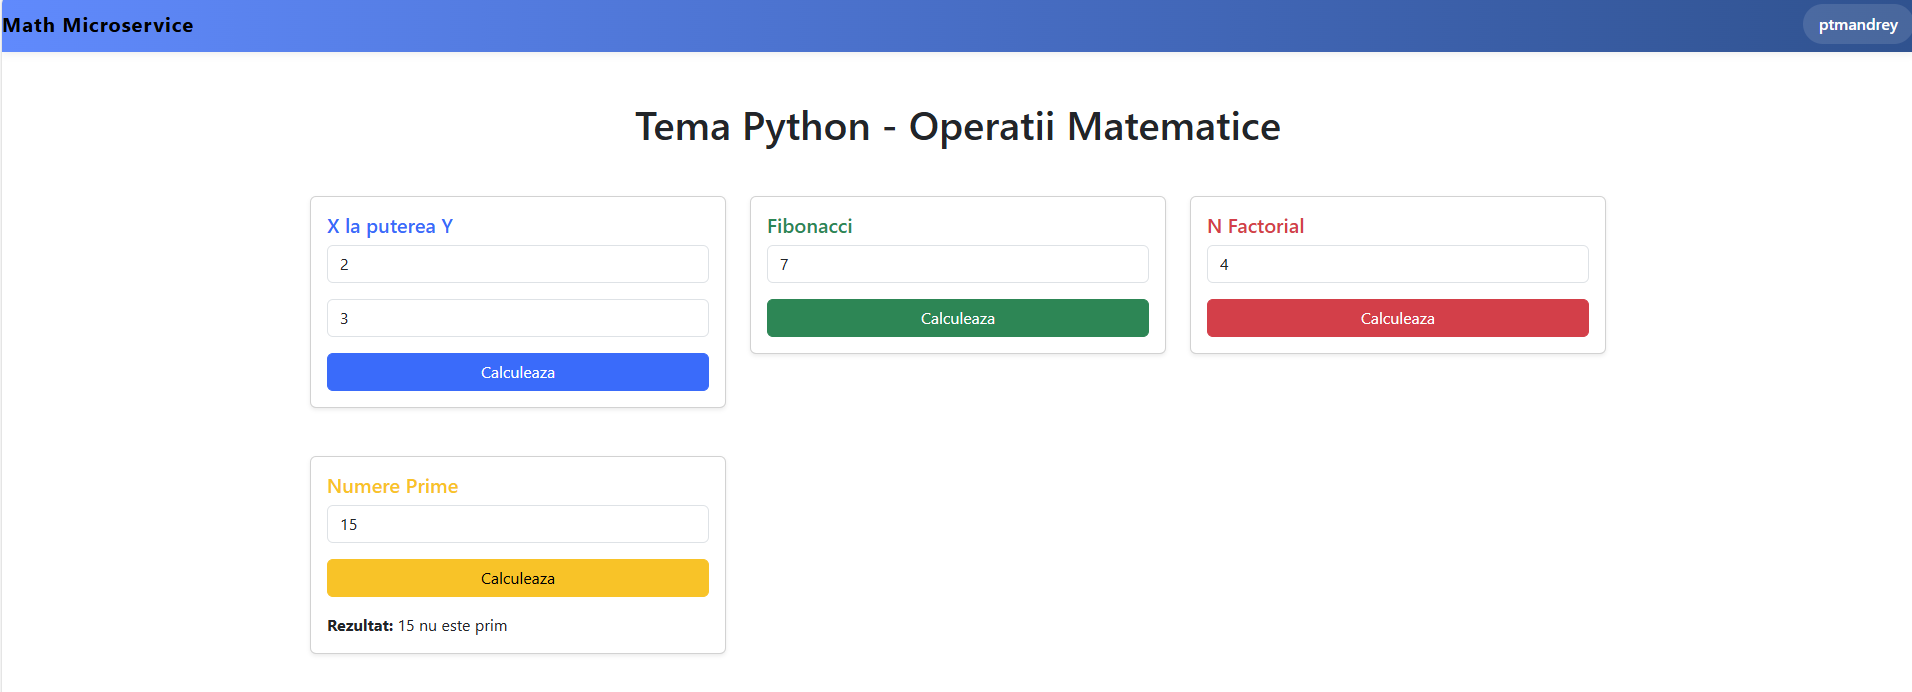 Math Microservice
ptmandrey
Tema Python - Operatii Matematice
X la puterea Y
2
3
Calculeaza
Fibonacci
7
Calculeaza
N Factorial
4
Calculeaza
Numere Prime
15
Calculeaza
Rezultat: 15 nu este prim